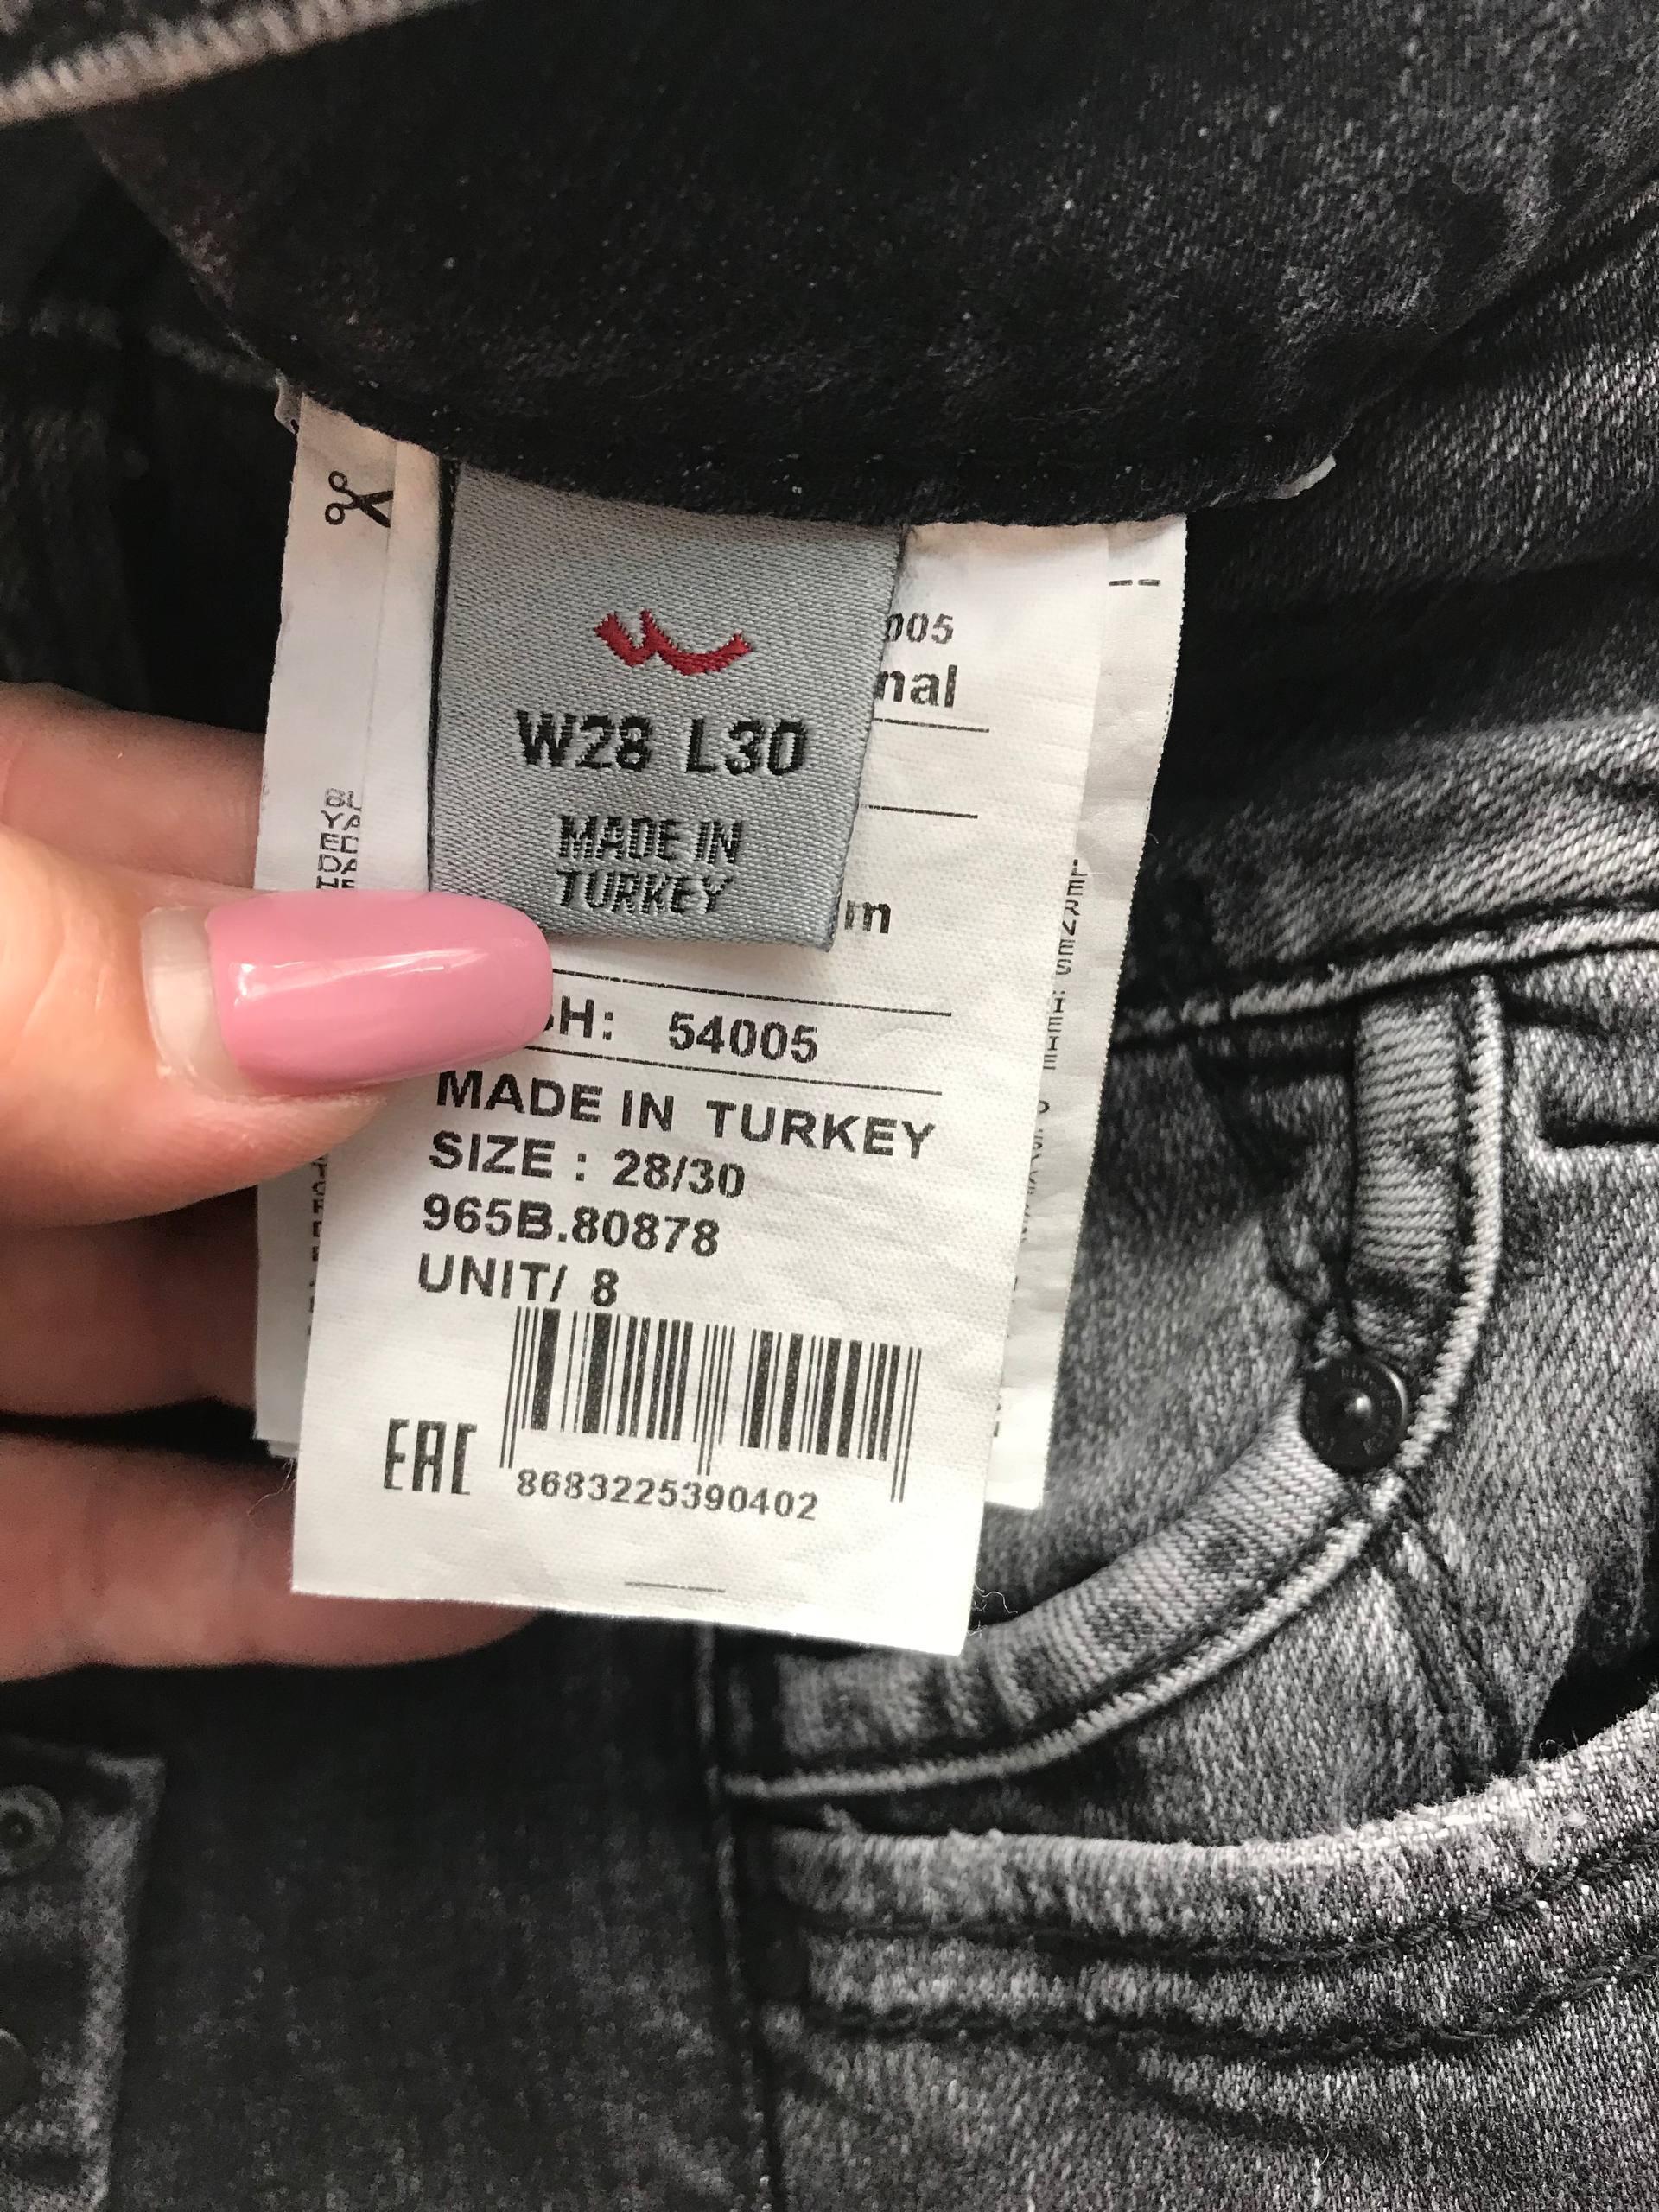 W28 L30
MADE IN
TURKEY
005
nal
m
H: 54005
MADE IN TURKEY
SIZE : 28/30
965B.80878
UNIT/ 8
EAC
8683225390402